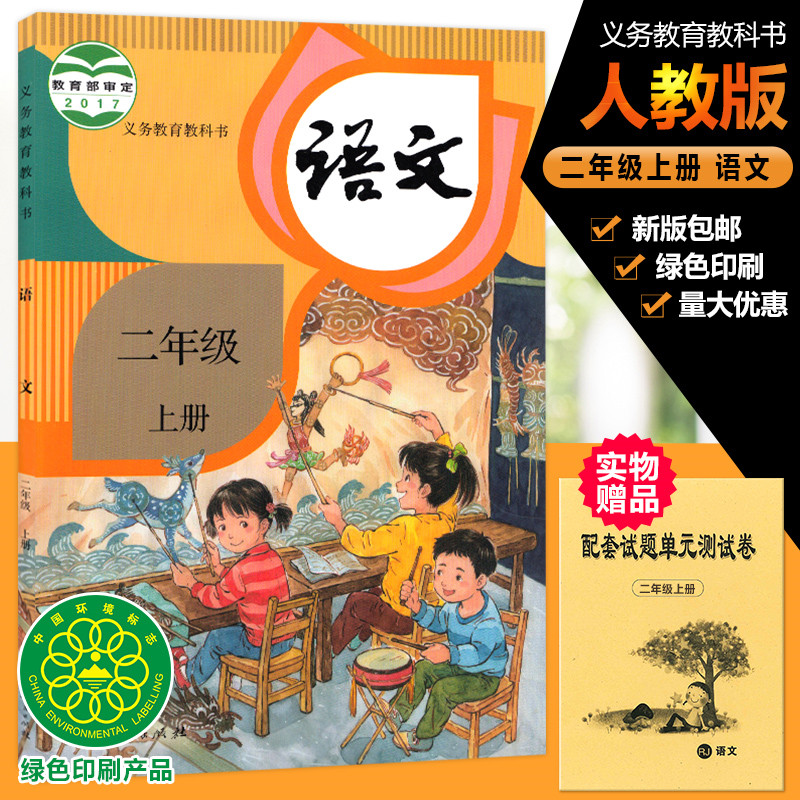 教育部审定
2017
义务教育教科书
语文
二年级
上册
义务教育教科书
语
文
二年级
上册
中国环境标志
CHINA ENVIRONMENTAL LABELLING
绿色印刷产品
义务教育教科书
人教版
二年级上册 语文
新版包邮
绿色印刷
量大优惠
实物
赠品
配套试题单元测试卷
二年级上册
RJ 语文